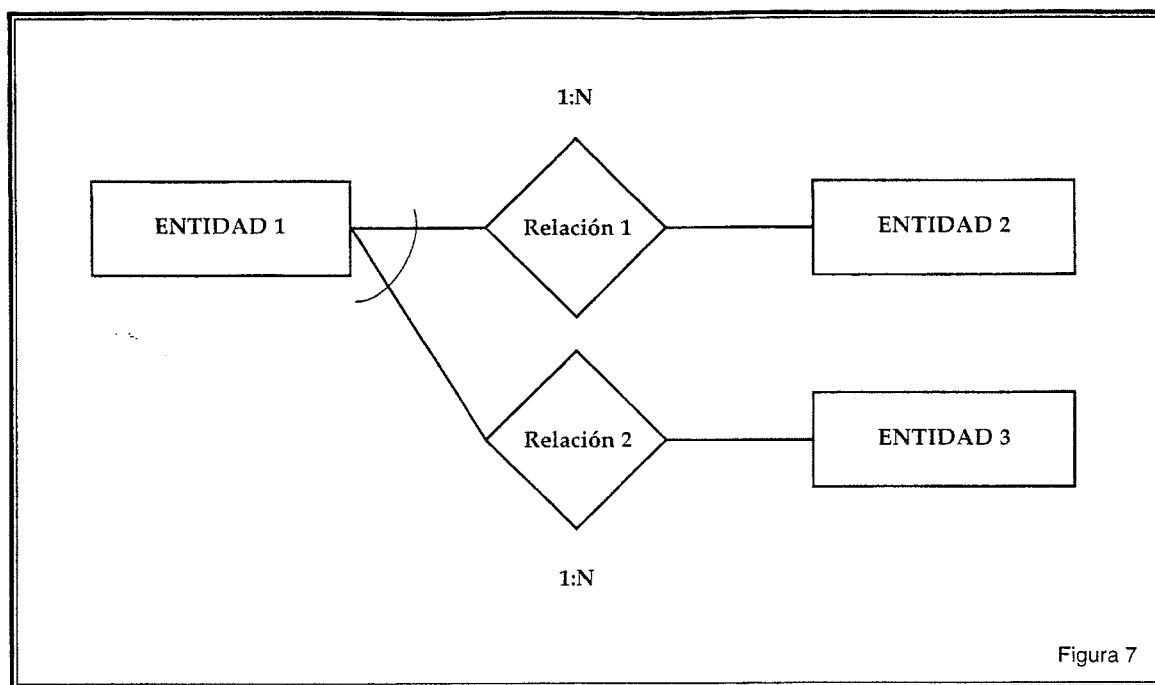 1:N
ENTIDAD 1
Relación 1
ENTIDAD 2
Relación 2
ENTIDAD 3
1:N
Figura 7